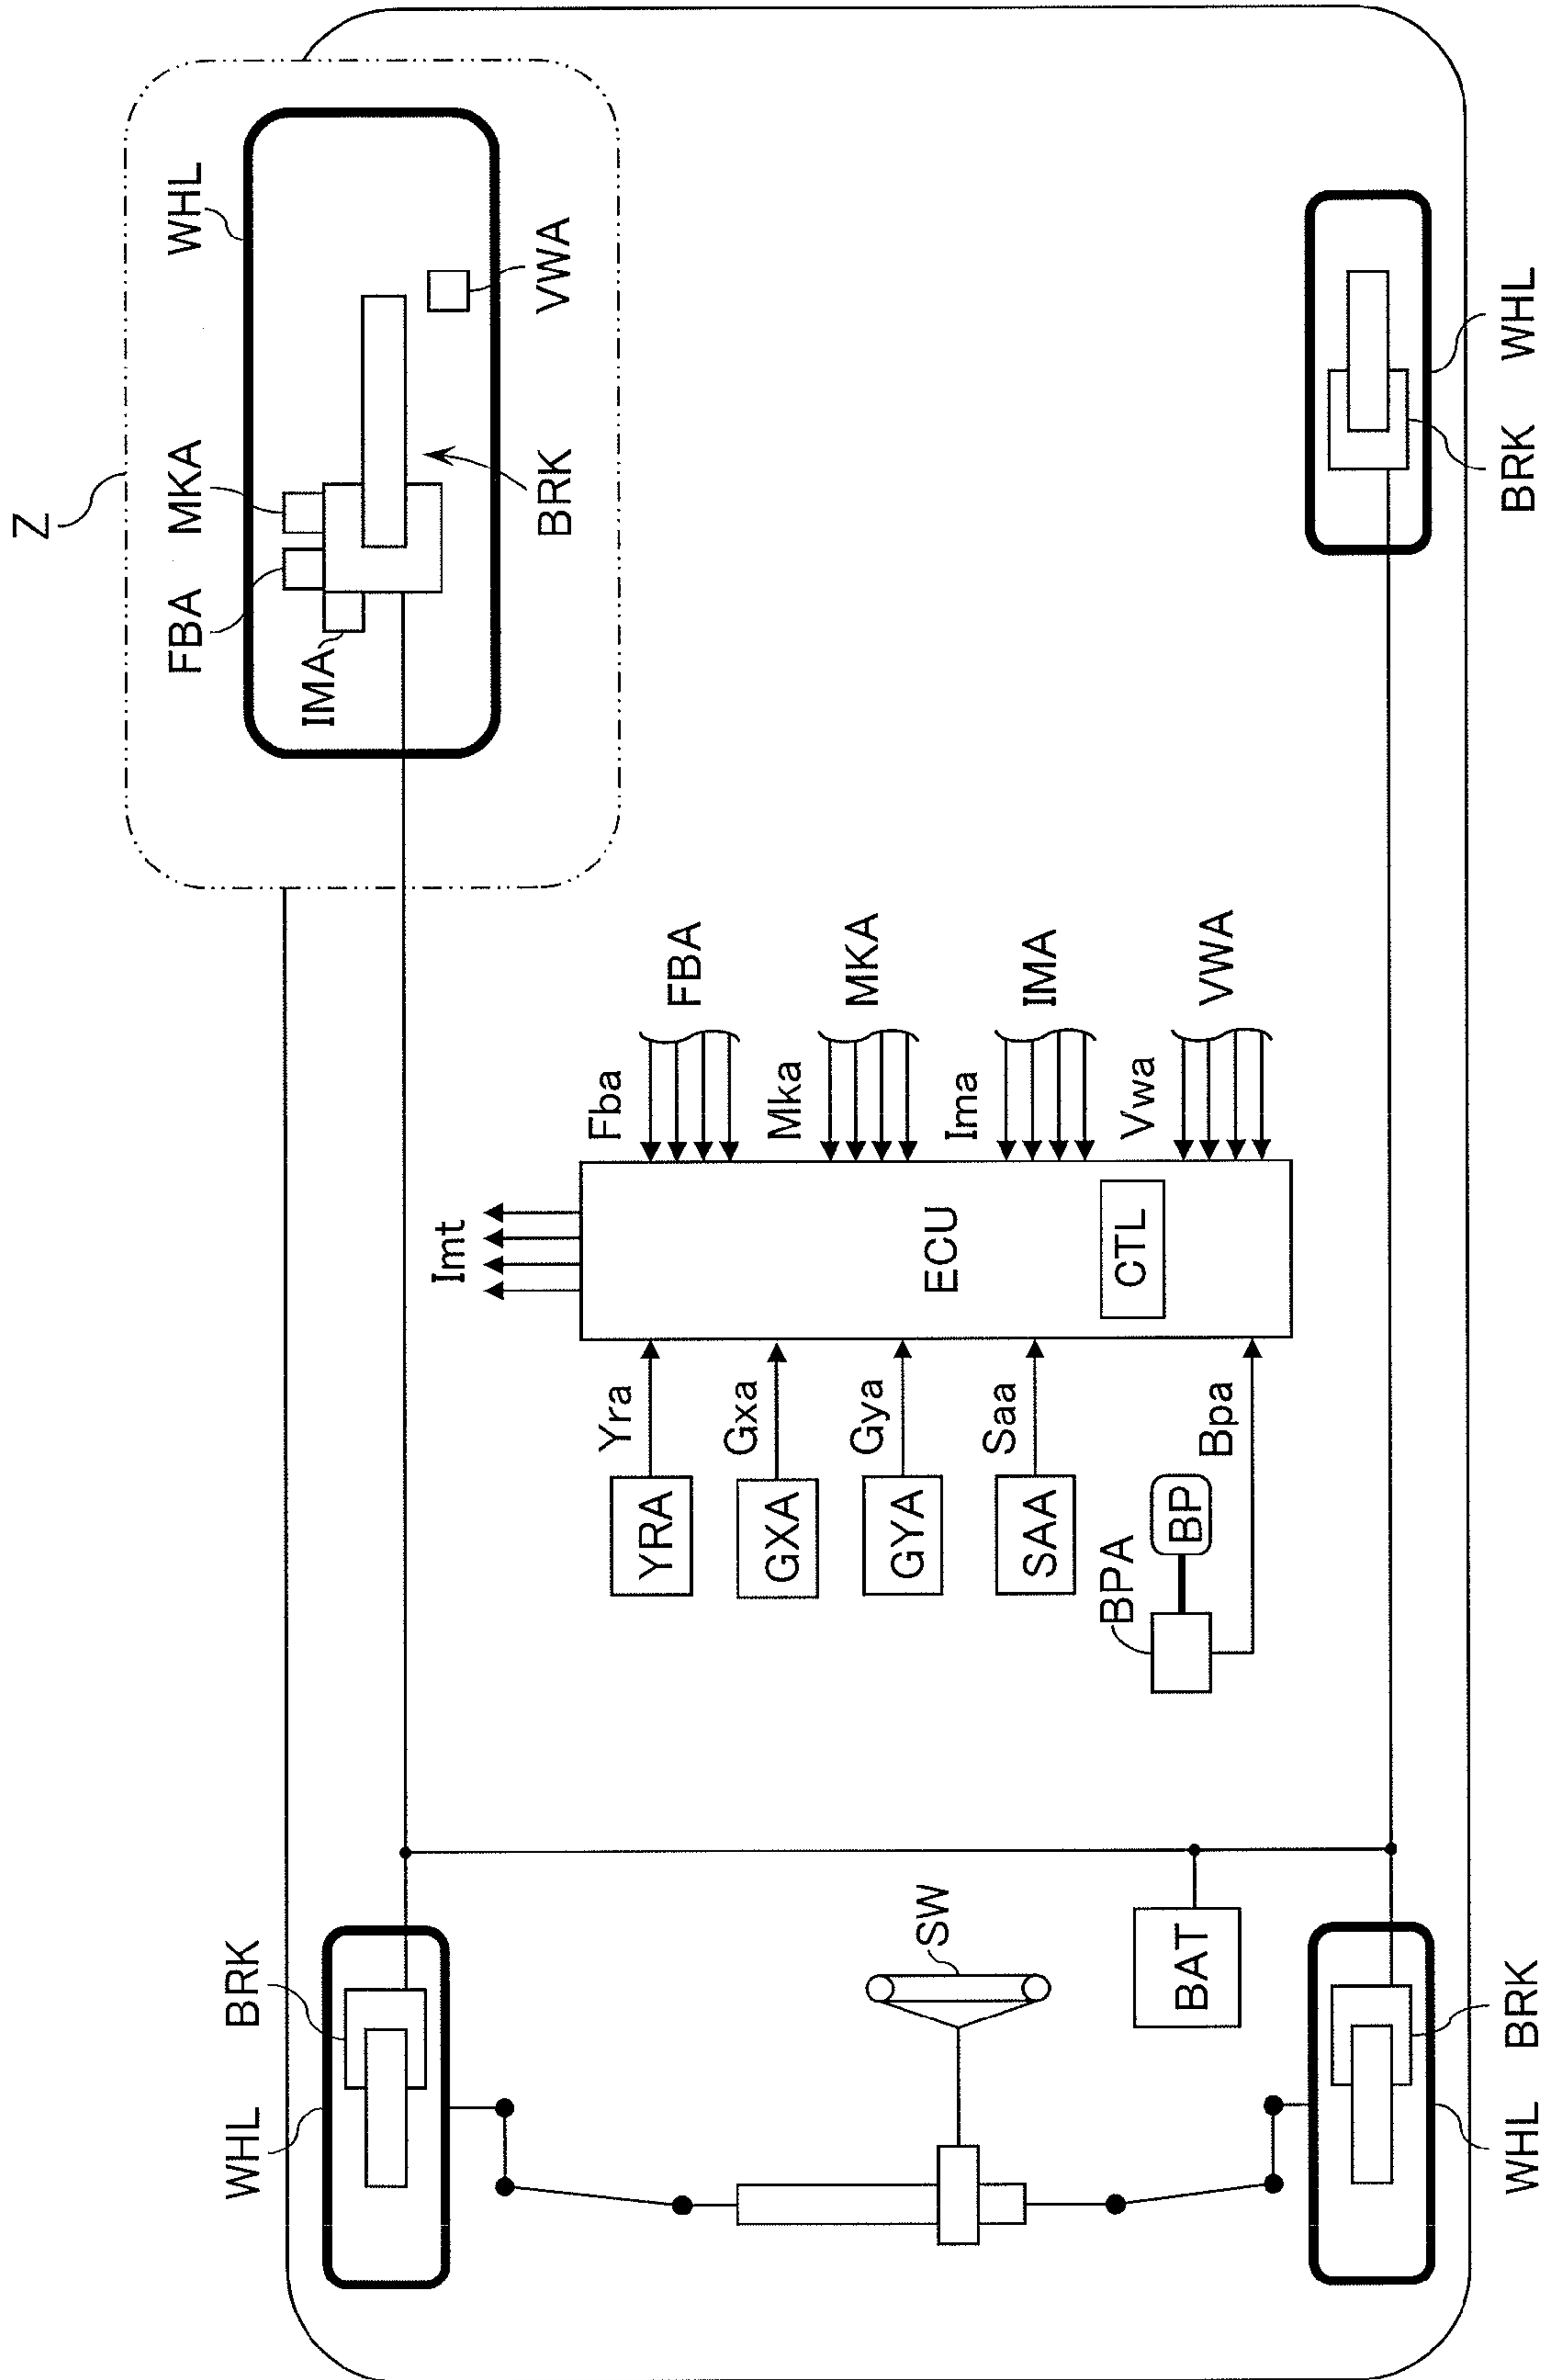 Z
FBA
MKA
WHL
IMA
BRK
VWA
WHL
BRK
Imt
Fba
FBA
Yra
YRA
Mka
MKA
Gxa
GXA
Gya
GYA
ECU
Ima
IMA
Saa
SAA
SW
CTL
Vwa
VWA
BPA
BP
Bpa
BAT
WHL
BRK
BRK
WHL